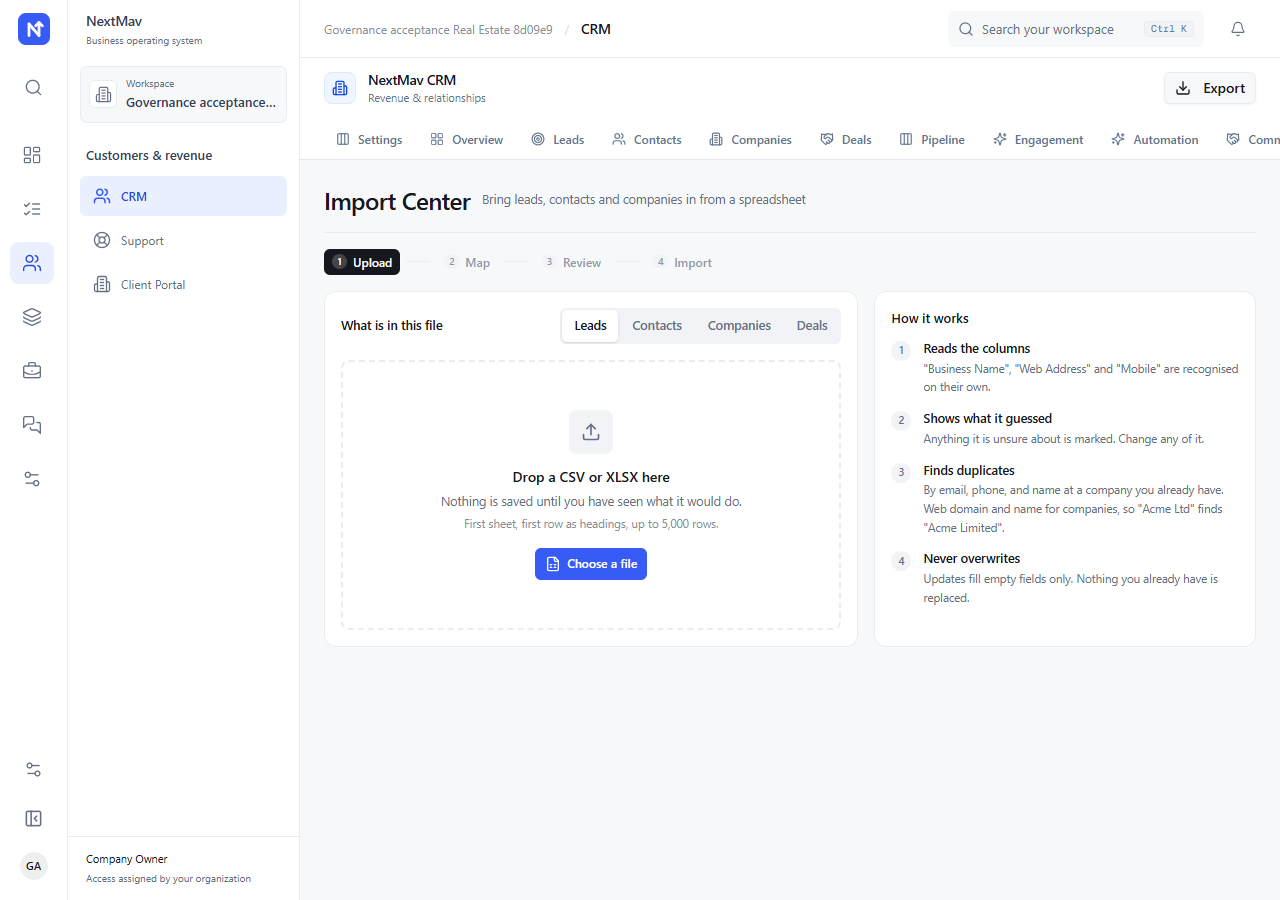 NextMav
Business operating system
Workspace
Governance acceptance...
Customers & revenue
CRM
Support
Client Portal
Company Owner
Access assigned by your organization
GA
Governance acceptance Real Estate 8d09e9 / CRM
Search your workspace Ctrl K
NextMav CRM
Revenue & relationships
Export
Settings Overview Leads Contacts Companies Deals Pipeline Engagement Automation Comm
Import Center Bring leads, contacts and companies in from a spreadsheet
1 Upload 2 Map 3 Review 4 Import
What is in this file
Leads Contacts Companies Deals
Drop a CSV or XLSX here
Nothing is saved until you have seen what it would do.
First sheet, first row as headings, up to 5,000 rows.
Choose a file
How it works
1 Reads the columns
"Business Name", "Web Address" and "Mobile" are recognised
on their own.
2 Shows what it guessed
Anything it is unsure about is marked. Change any of it.
3 Finds duplicates
By email, phone, and name at a company you already have.
Web domain and name for companies, so "Acme Ltd" finds
"Acme Limited".
4 Never overwrites
Updates fill empty fields only. Nothing you already have is
replaced.